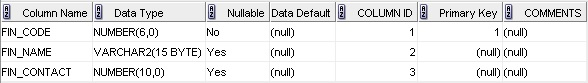 Column Name Data Type Nullable Data Default COLUMN ID Primary Key COMMENTS
FIN_CODE NUMBER(6,0) No (null) 1 1 (null)
FIN_NAME VARCHAR2(15 BYTE) Yes (null) 2 (null) (null)
FIN_CONTACT NUMBER(10,0) Yes (null) 3 (null) (null)